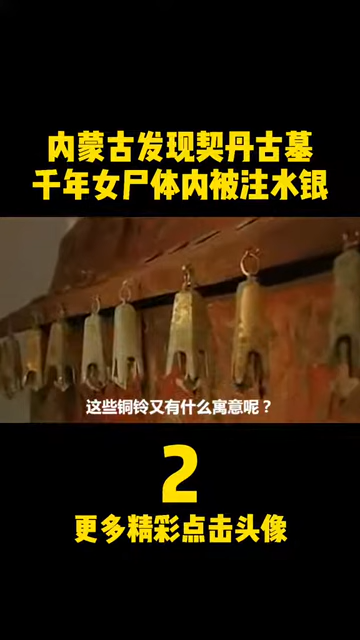 内蒙古发现契丹古墓
千年女尸体内被注水银
这些铜铃又有什么寓意呢？
2
更多精彩点击头像